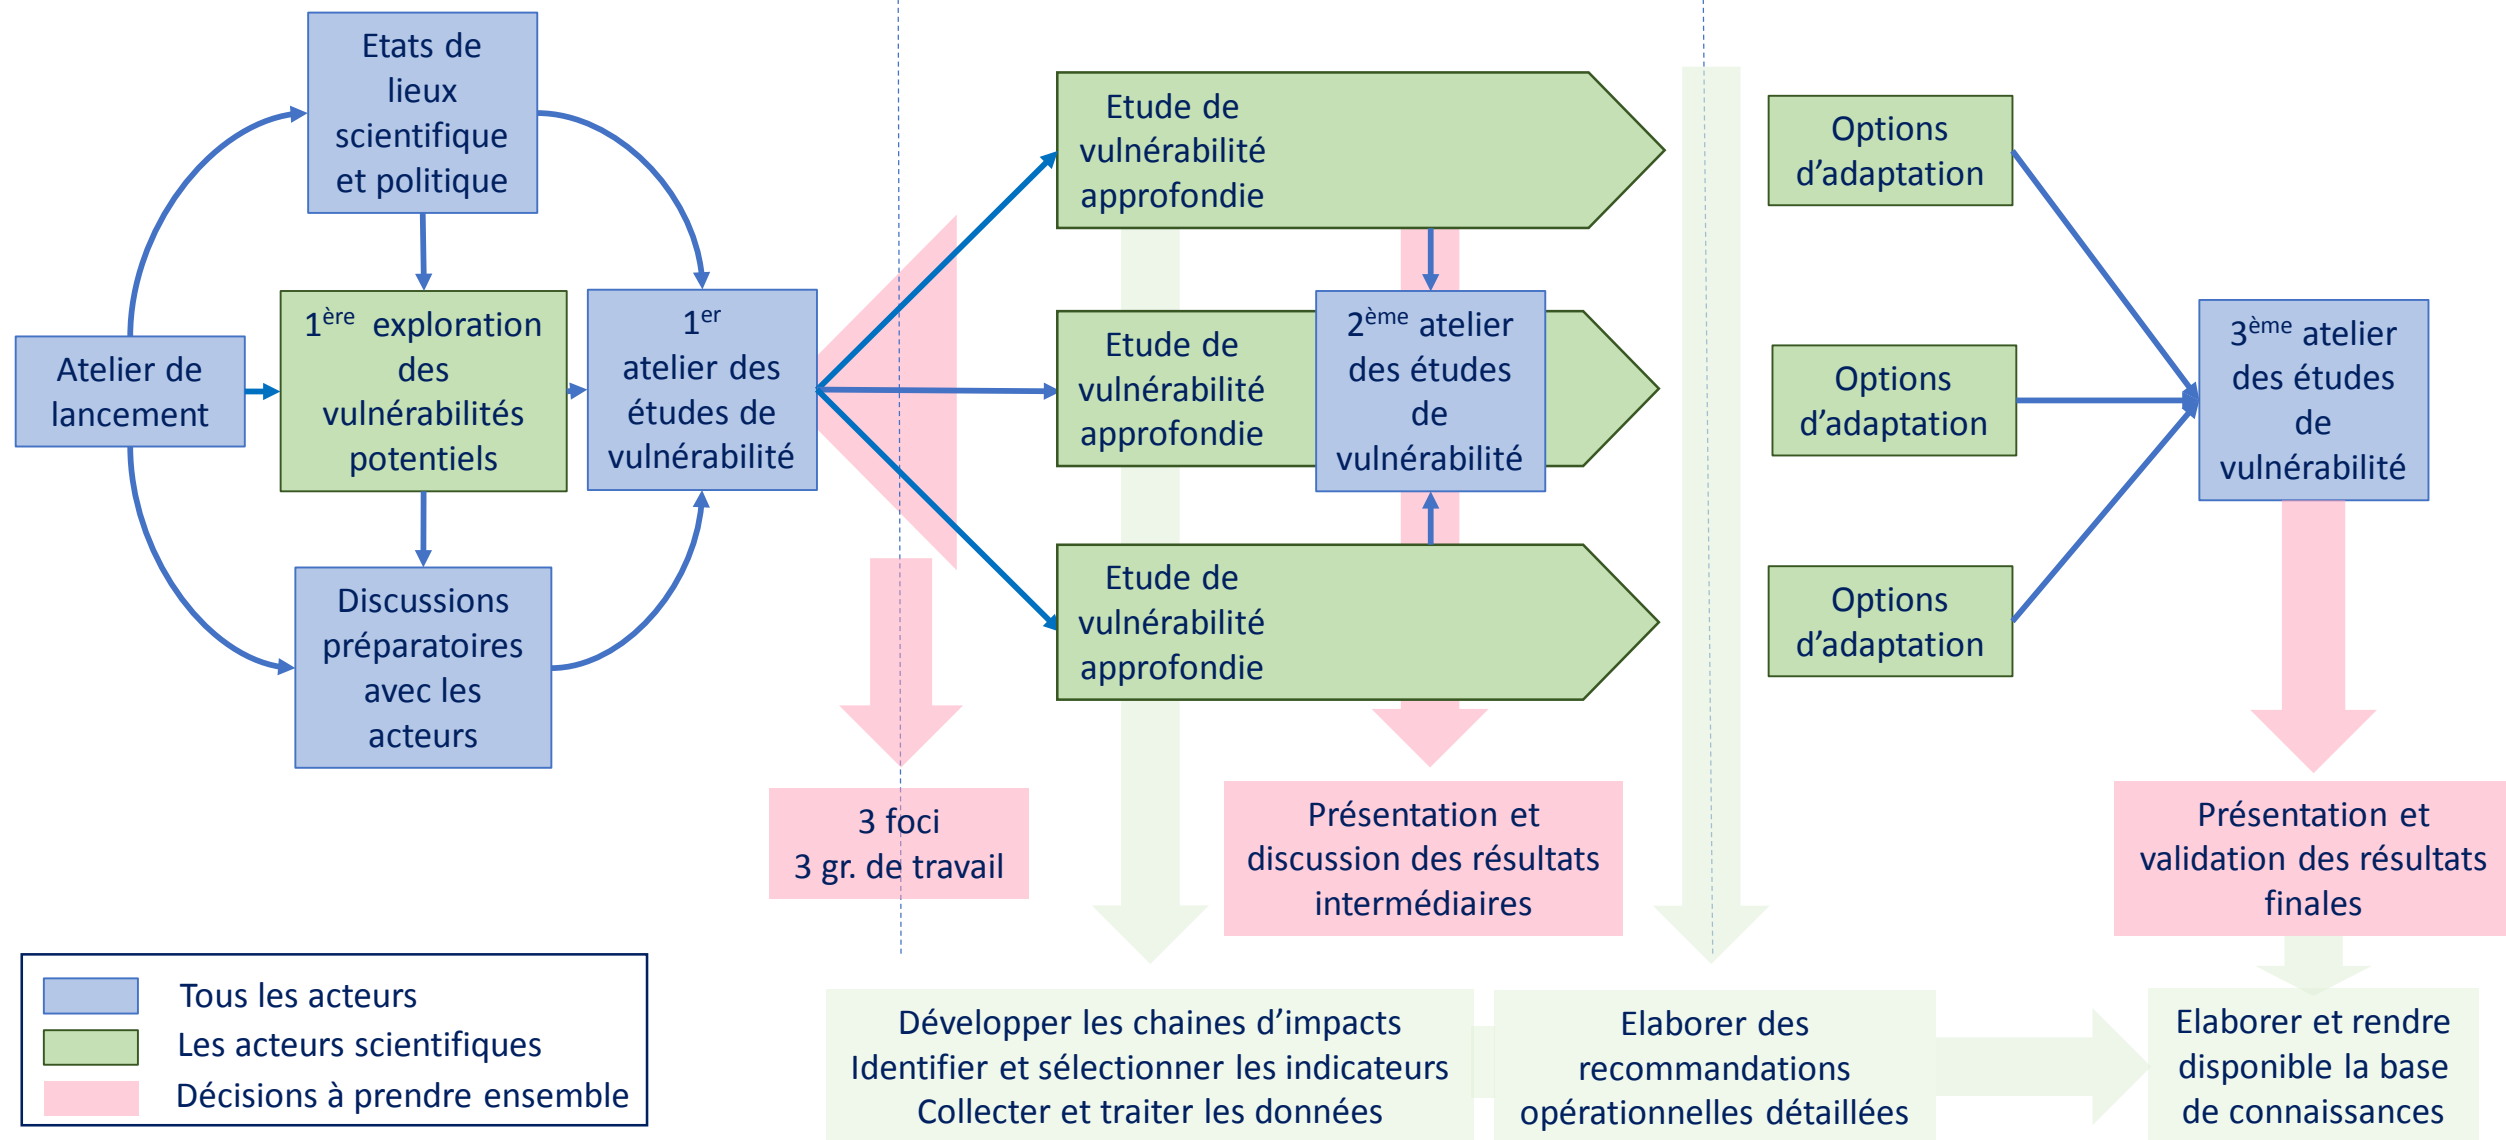 Etats de
lieux
scientifique
et politique
Atelier de
lancement
1ère exploration
des
vulnérabilités
potentiels
Discussions
préparatoires
avec les
acteurs
1er
atelier des
études de
vulnérabilité
Etude de
vulnérabilité
approfondie
Etude de
vulnérabilité
approfondie
Etude de
vulnérabilité
approfondie
2ème atelier
des études
de
vulnérabilité
Options
d’adaptation
Options
d’adaptation
Options
d’adaptation
3ème atelier
des études
de
vulnérabilité
3 foci
3 gr. de travail
Présentation et
discussion des résultats
intermédiaires
Présentation et
validation des résultats
finales
Tous les acteurs
Les acteurs scientifiques
Décisions à prendre ensemble
Développer les chaines d’impacts
Identifier et sélectionner les indicateurs
Collecter et traiter les données
Elaborer des
recommandations
opérationnelles détaillées
Elaborer et rendre
disponible la base
de connaissances